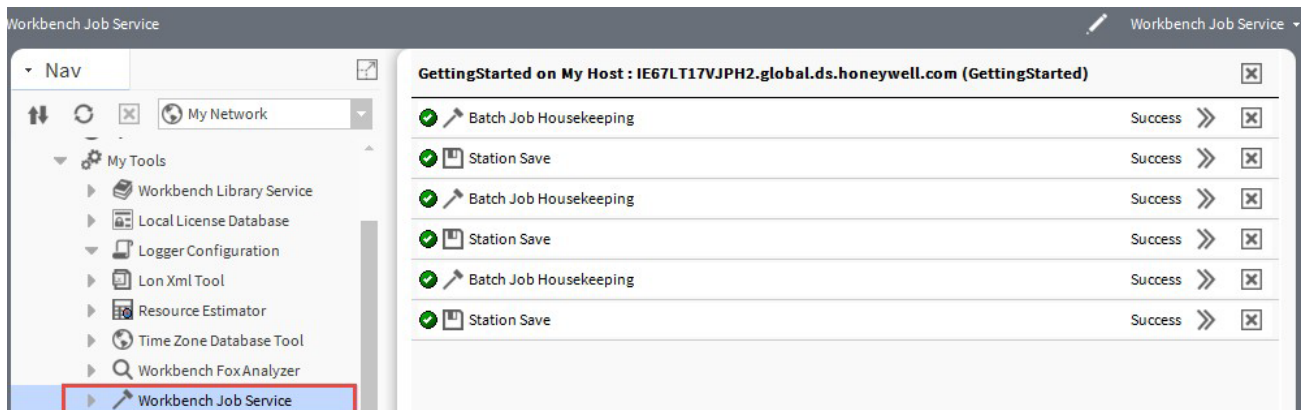 Workbench Job Service
Workbench Job Service
Nav
My Network
My Tools
Workbench Library Service
Local License Database
Logger Configuration
Lon Xml Tool
Resource Estimator
Time Zone Database Tool
Workbench Fox Analyzer
Workbench Job Service
GettingStarted on My Host : IE67LT17VJPH2.global.ds.honeywell.com (GettingStarted)
Batch Job Housekeeping Success
Station Save Success
Batch Job Housekeeping Success
Station Save Success
Batch Job Housekeeping Success
Station Save Success